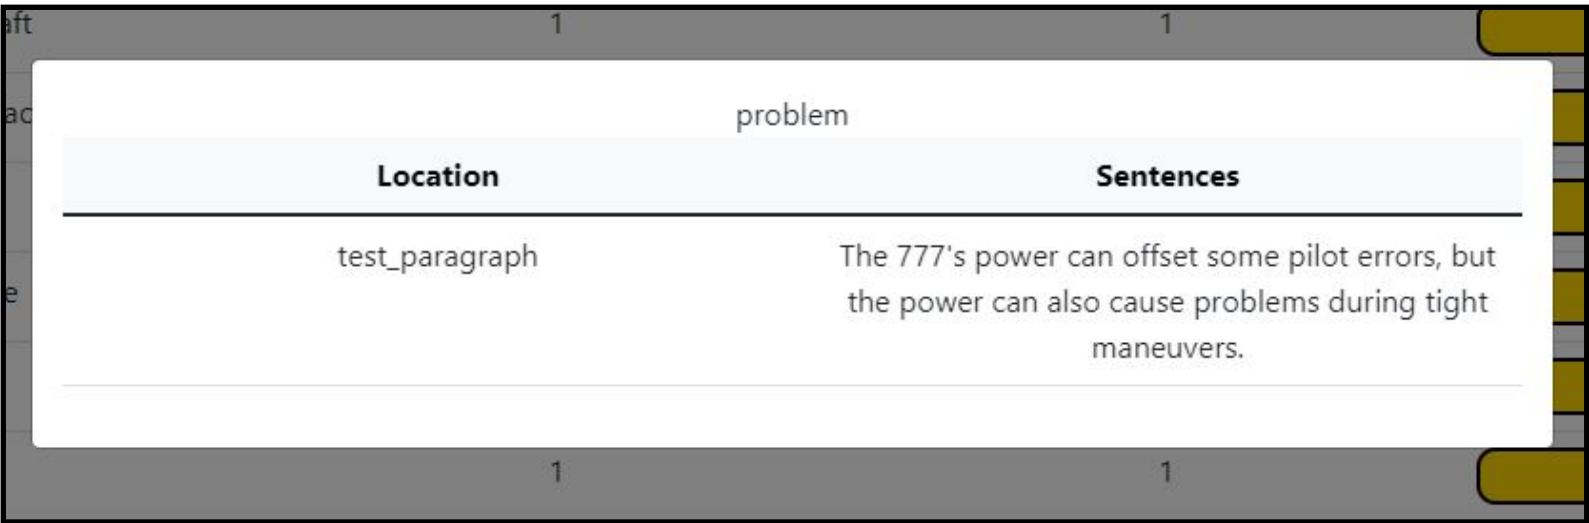 aft 1 1
ac
problem
Location Sentences
test_paragraph The 777's power can offset some pilot errors, but
the power can also cause problems during tight
maneuvers.
e
1 1